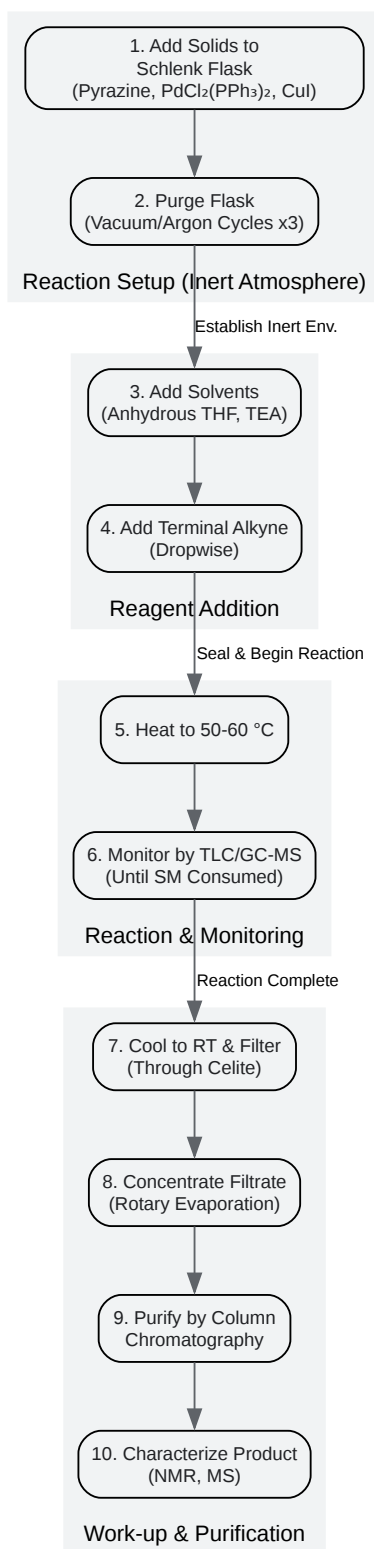 1. Add Solids to
Schlenk Flask
(Pyrazine, PdCl₂(PPh₃)₂, CuI)
2. Purge Flask
(Vacuum/Argon Cycles x3)
Reaction Setup (Inert Atmosphere)
Establish Inert Env.
3. Add Solvents
(Anhydrous THF, TEA)
4. Add Terminal Alkyne
(Dropwise)
Reagent Addition
Seal & Begin Reaction
5. Heat to 50-60 °C
6. Monitor by TLC/GC-MS
(Until SM Consumed)
Reaction & Monitoring
Reaction Complete
7. Cool to RT & Filter
(Through Celite)
8. Concentrate Filtrate
(Rotary Evaporation)
9. Purify by Column
Chromatography
10. Characterize Product
(NMR, MS)
Work-up & Purification